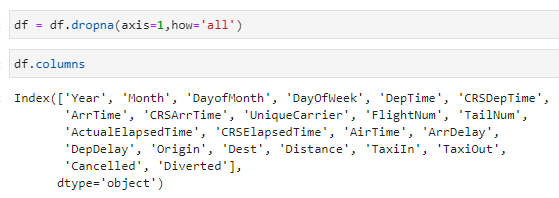 df = df.dropna(axis=1,how='all')
df.columns
Index(['Year', 'Month', 'DayofMonth', 'DayOfWeek', 'DepTime', 'CRSDepTime',
'ArrTime', 'CRSArrTime', 'UniqueCarrier', 'FlightNum', 'TailNum',
'ActualElapsedTime', 'CRSElapsedTime', 'AirTime', 'ArrDelay',
'DepDelay', 'Origin', 'Dest', 'Distance', 'TaxiIn', 'TaxiOut',
'Cancelled', 'Diverted'],
dtype='object')